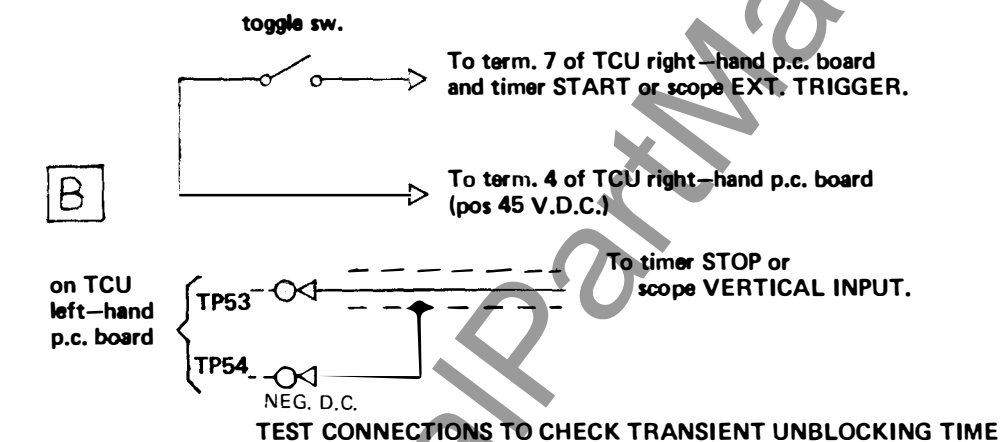 toggle sw.
To term. 7 of TCU right–hand p.c. board
and timer START or scope EXT. TRIGGER.
B
To term. 4 of TCU right–hand p.c. board
(pos 45 V.D.C.)
on TCU
left–hand
p.c. board
TP53
To timer STOP or
scope VERTICAL INPUT.
TP54
NEG. D.C.
TEST CONNECTIONS TO CHECK TRANSIENT UNBLOCKING TIME